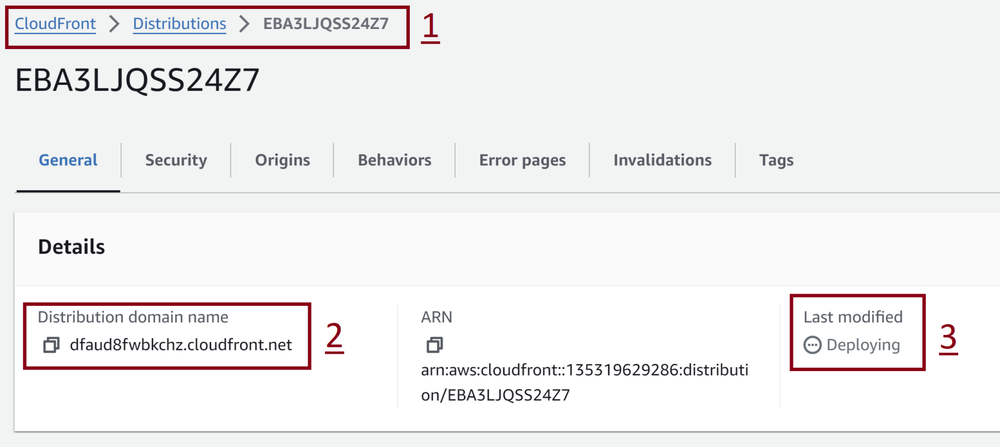 CloudFront > Distributions > EBA3LJQSS24Z7 1
EBA3LJQSS24Z7
General Security Origins Behaviors Error pages Invalidations Tags
Details
Distribution domain name
dfaud8fwbkchz.cloudfront.net
2
ARN
arn:aws:cloudfront::135319629286:distributi
on/EBA3LJQSS24Z7
Last modified
Deploying
3